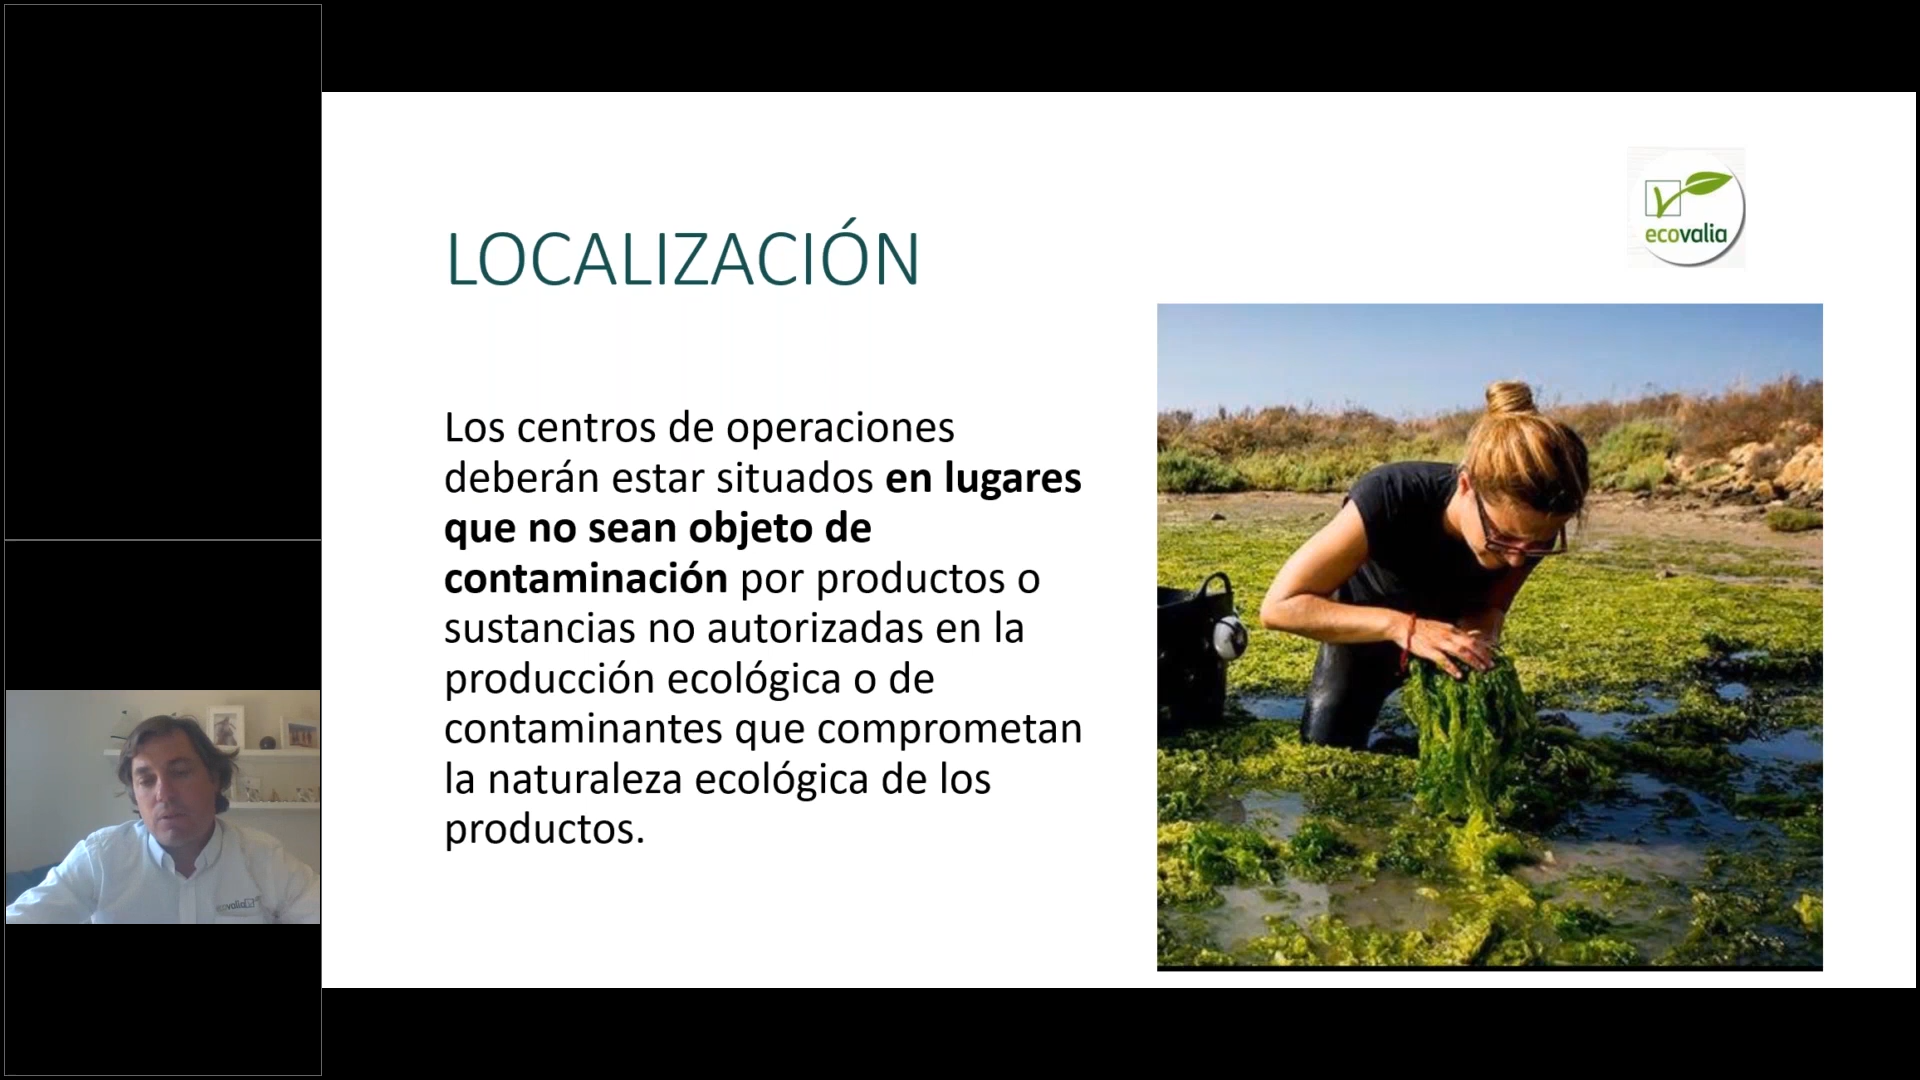 LOCALIZACIÓN
ecovalia
Los centros de operaciones
deberán estar situados en lugares
que no sean objeto de
contaminación por productos o
sustancias no autorizadas en la
producción ecológica o de
contaminantes que comprometan
la naturaleza ecológica de los
productos.
ecovalia